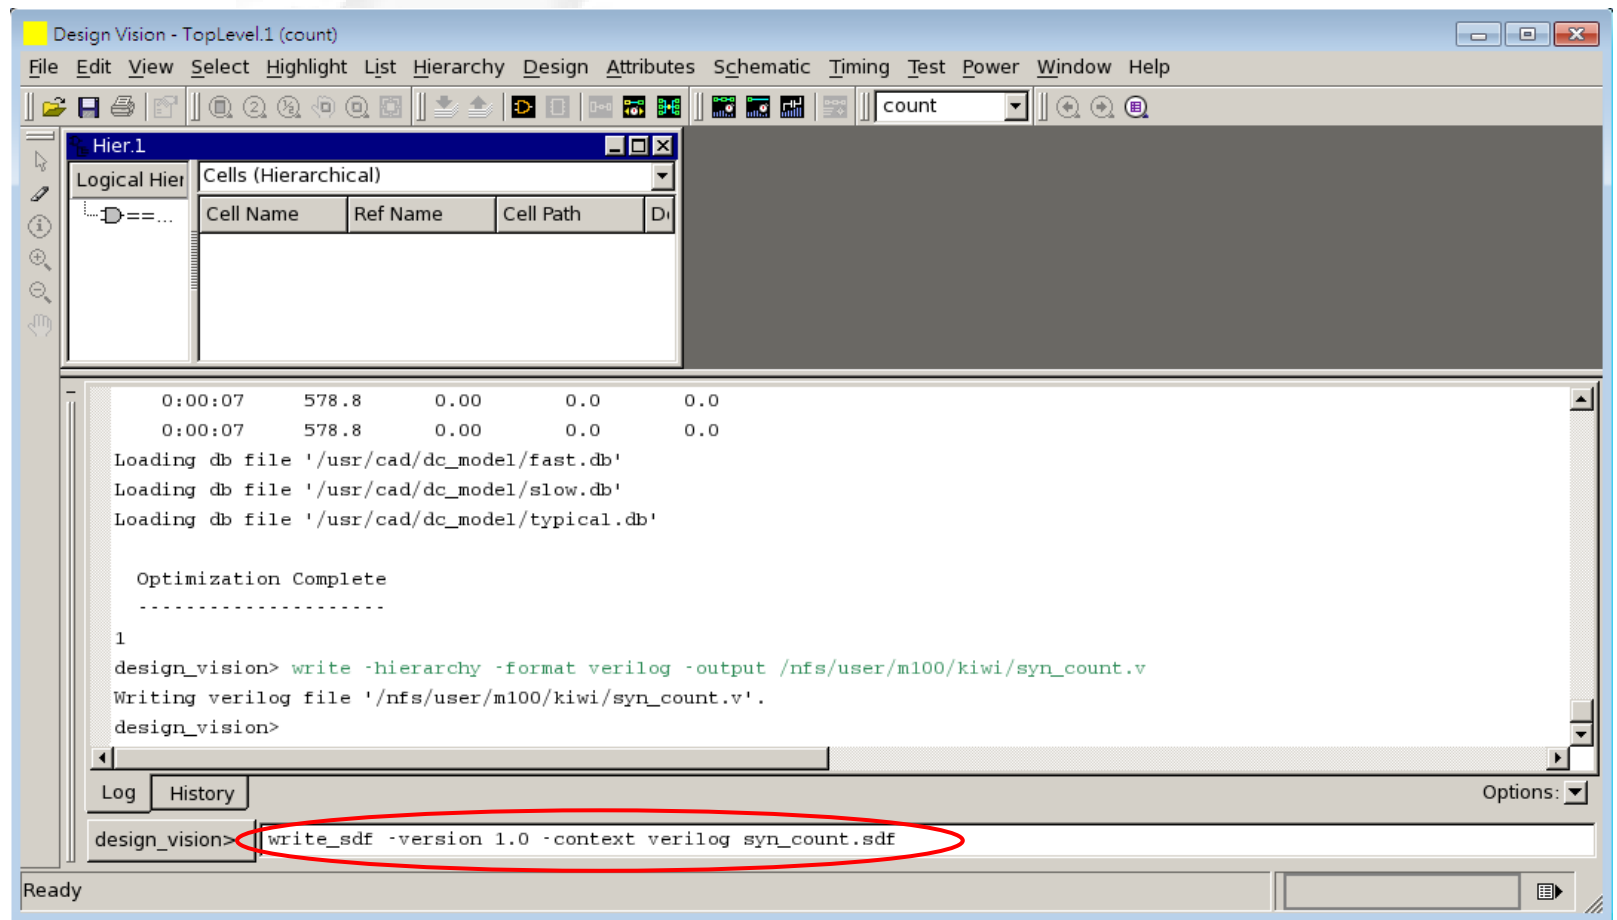 Design Vision - TopLevel.1 (count)
File Edit View Select Highlight List Hierarchy Design Attributes Schematic Timing Test Power Window Help
count
Hier.1
Logical Hier
Cells (Hierarchical)
==...
Cell Name Ref Name Cell Path
0:00:07 578.8 0.00 0.0 0.0
0:00:07 578.8 0.00 0.0 0.0
Loading db file '/usr/cad/dc_model/fast.db'
Loading db file '/usr/cad/dc_model/slow.db'
Loading db file '/usr/cad/dc_model/typical.db'
Optimization Complete
---------------------
1
design_vision> write -hierarchy -format verilog -output /nfs/user/m100/kiwi/syn_count.v
Writing verilog file '/nfs/user/m100/kiwi/syn_count.v'.
design_vision>
Log History Options:
design_vision> write_sdf -version 1.0 -context verilog syn_count.sdf
Ready